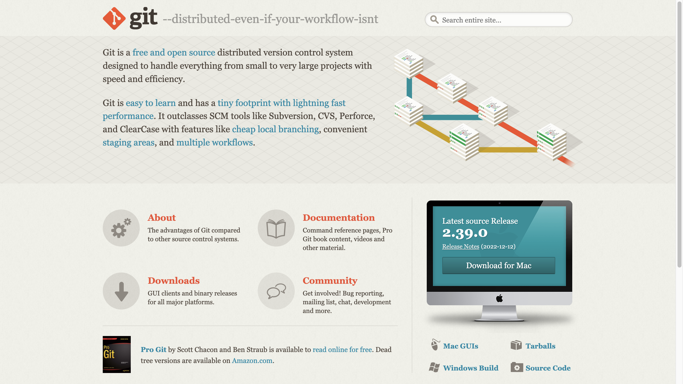 git --distributed-even-if-your-workflow-isnt
Search entire site...
Git is a free and open source distributed version control system
designed to handle everything from small to very large projects with
speed and efficiency.
Git is easy to learn and has a tiny footprint with lightning fast
performance. It outclasses SCM tools like Subversion, CVS, Perforce,
and ClearCase with features like cheap local branching, convenient
staging areas, and multiple workflows.
About
The advantages of Git compared
to other source control systems.
Documentation
Command reference pages, Pro
Git book content, videos and
other material.
Downloads
GUI clients and binary releases
for all major platforms.
Community
Get involved! Bug reporting,
mailing list, chat, development
and more.
Pro
Git
Pro Git by Scott Chacon and Ben Straub is available to read online for free. Dead
tree versions are available on Amazon.com.
Latest source Release
2.39.0
Release Notes (2022-12-12)
Download for Mac
Mac GUIs
Tarballs
Windows Build
Source Code